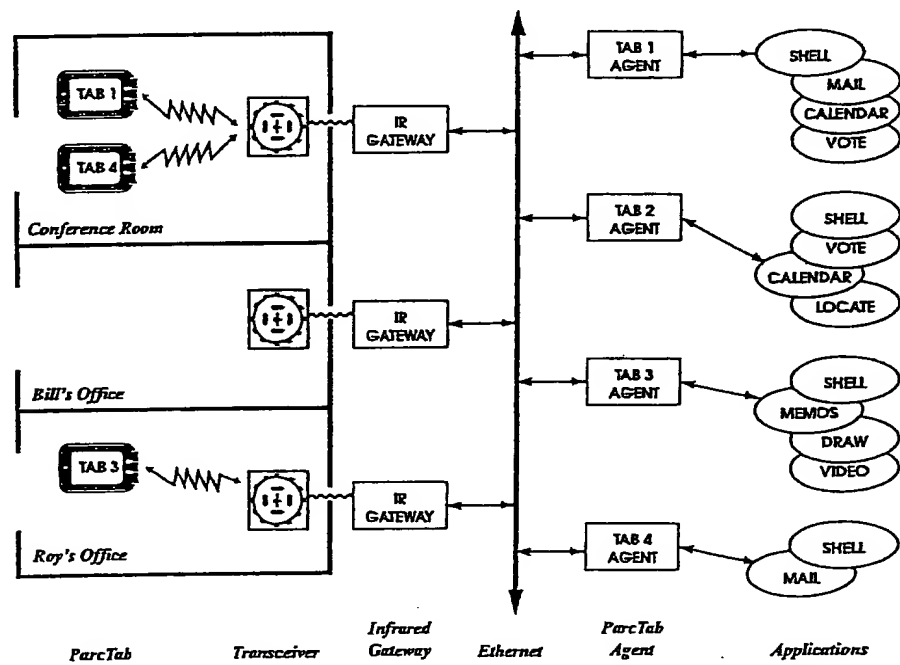 TAB 1
TAB 4
Conference Room
IR
GATEWAY
Bill's Office
IR
GATEWAY
TAB 3
Roy's Office
IR
GATEWAY
TAB 1
AGENT
SHELL
MAIL
CALENDAR
VOTE
TAB 2
AGENT
SHELL
VOTE
CALENDAR
LOCATE
TAB 3
AGENT
SHELL
MEMOS
DRAW
VIDEO
TAB 4
AGENT
SHELL
MAIL
ParcTab
Transceiver
Infrared
Gateway
Ethernet
ParcTab
Agent
Applications